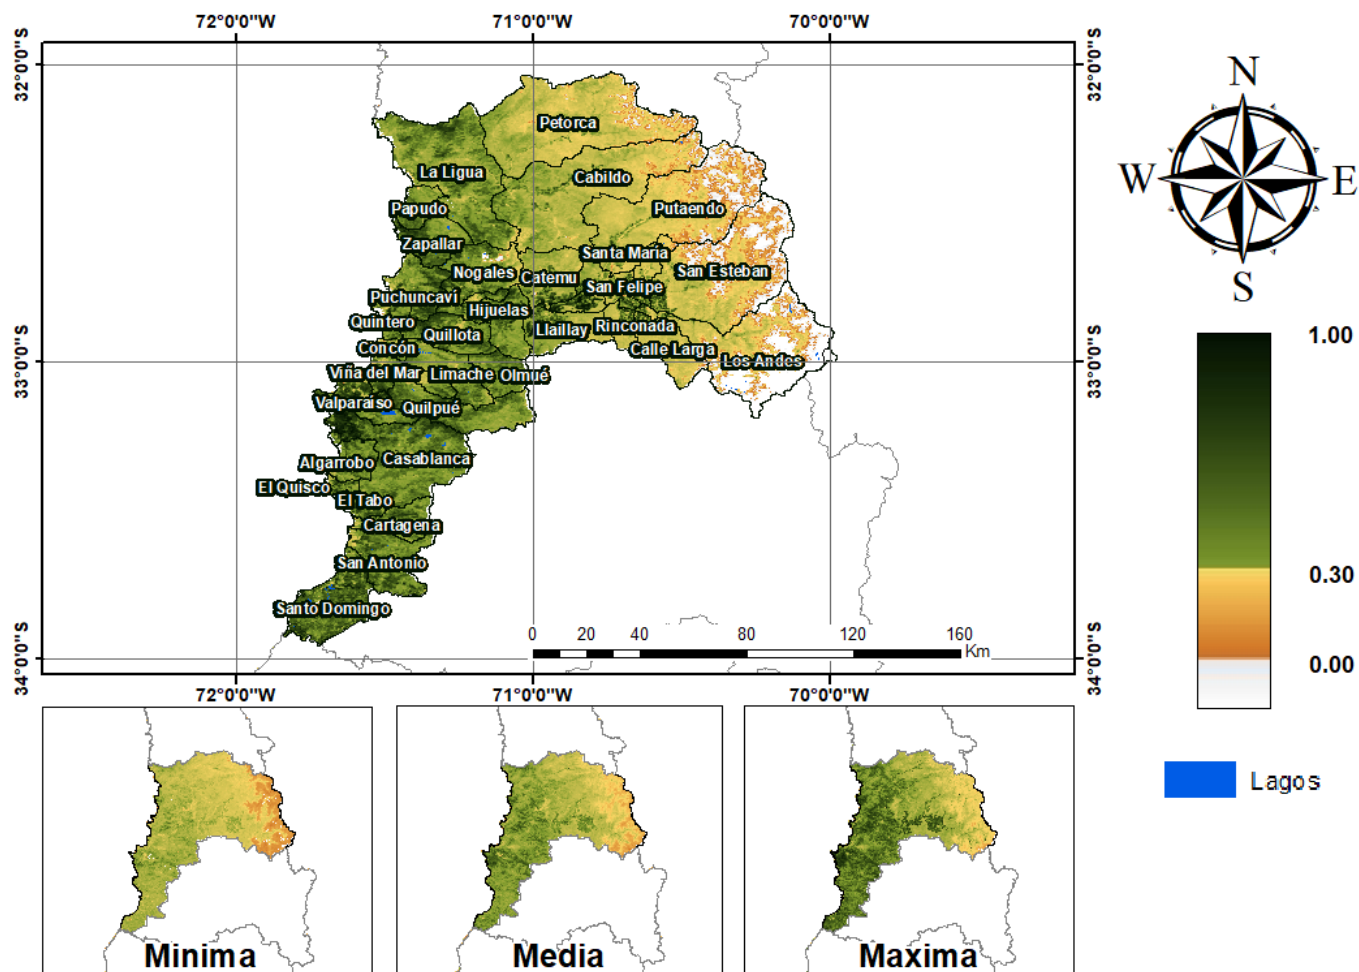 72°0'0"W 71°0'0"W 70°0'0"W
32°0'0"S
32°0'0"S
N
W
E
S
Petorca
La Ligua
Cabildo
Papudo
Putaendo
Zapallar
Santa María
Nogales
Catemu
San Esteban
Puchuncaví
San Felipe
Hijuelas
Quintero
Quillota
Llaillay
Rinconada
Concón
Calle Larga
Los Andes
33°0'0"S
33°0'0"S
Viña del Mar
Limache
Olmué
Valparaíso
Quilpué
Algarrobo
Casablanca
El Quisco
El Tabo
Cartagena
San Antonio
Santo Domingo
0 20 40 80 120 160
Km
34°0'0"S
34°0'0"S
72°0'0"W 71°0'0"W 70°0'0"W
1.00
0.30
0.00
Lagos
Minima
Media
Maxima